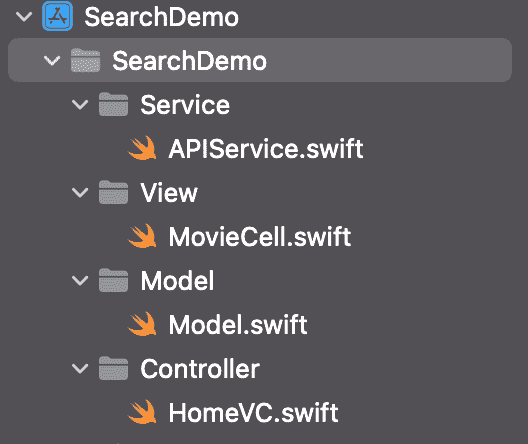 SearchDemo
SearchDemo
Service
APIService.swift
View
MovieCell.swift
Model
Model.swift
Controller
HomeVC.swift